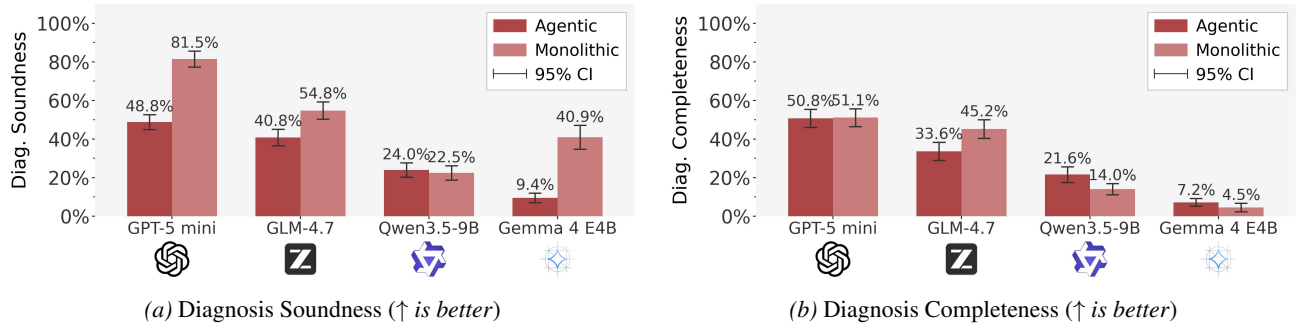 Diag. Soundness
100%
80%
60%
40%
20%
0%
Agentic
Monolithic
95% CI
48.8%
81.5%
40.8%
54.8%
24.0%
22.5%
9.4%
40.9%
GPT-5 mini
GLM-4.7
Qwen3.5-9B
Gemma 4 E4B
(a) Diagnosis Soundness (↑ is better)
Diag. Completeness
100%
80%
60%
40%
20%
0%
Agentic
Monolithic
95% CI
50.8%
51.1%
33.6%
45.2%
21.6%
14.0%
7.2%
4.5%
GPT-5 mini
GLM-4.7
Qwen3.5-9B
Gemma 4 E4B
(b) Diagnosis Completeness (↑ is better)